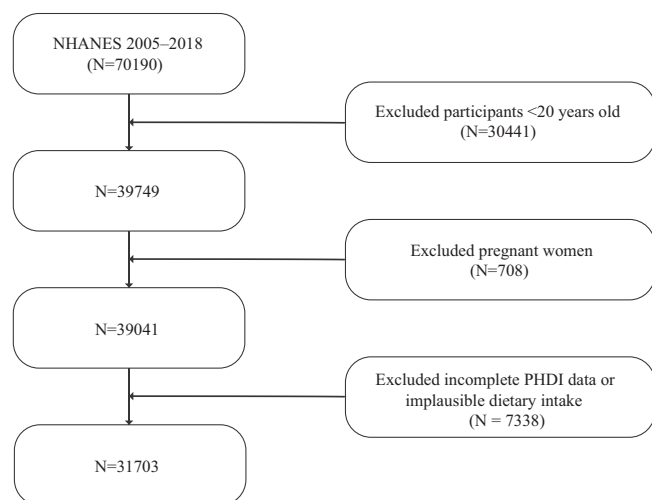 NHANES 2005–2018
(N=70190)
Excluded participants <20 years old
(N=30441)
N=39749
Excluded pregnant women
(N=708)
N=39041
Excluded incomplete PHDI data or
implausible dietary intake
(N = 7338)
N=31703